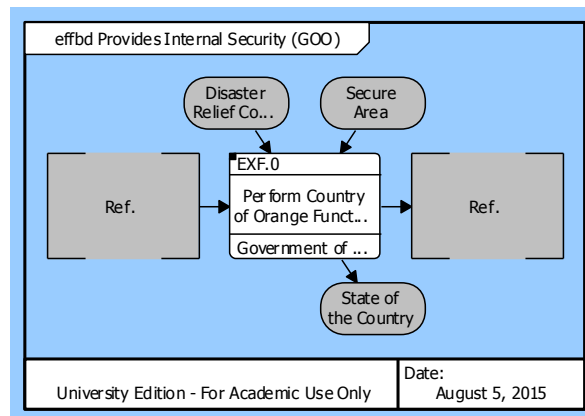 effbd Provides Internal Security (GOO)
Disaster
Relief Co...
Secure
Area
Ref.
EXF.0
Perform Country
of Orange Funct...
Government of ...
Ref.
State of
the Country
University Edition - For Academic Use Only
Date:
August 5, 2015